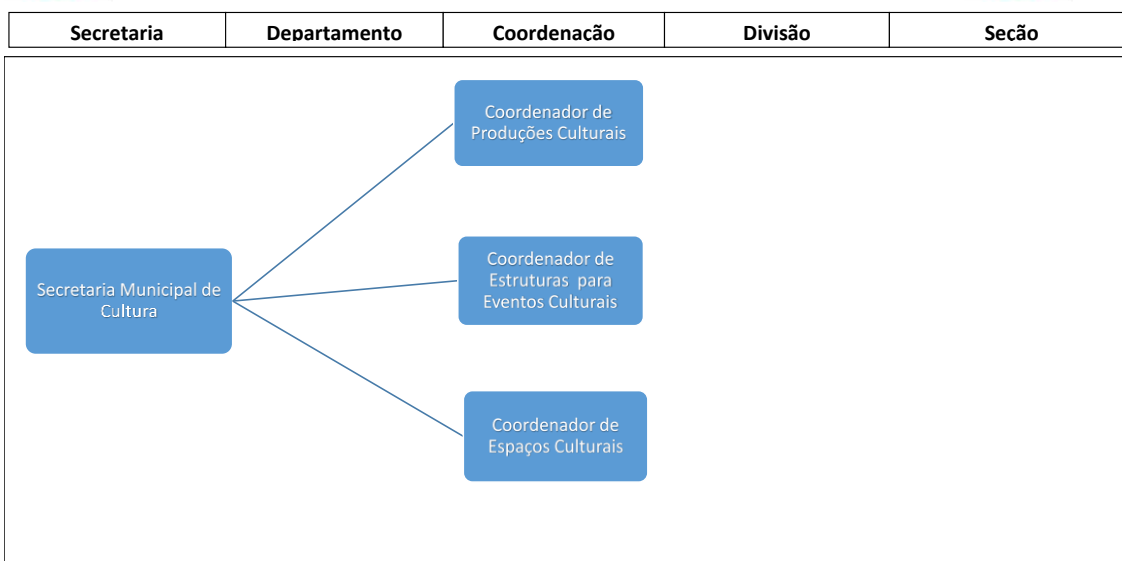 Secretaria Departamento Coordenação Divisão Seção
Coordenador de
Produções Culturais
Secretaria Municipal de
Cultura
Coordenador de
Estruturas para
Eventos Culturais
Coordenador de
Espaços Culturais